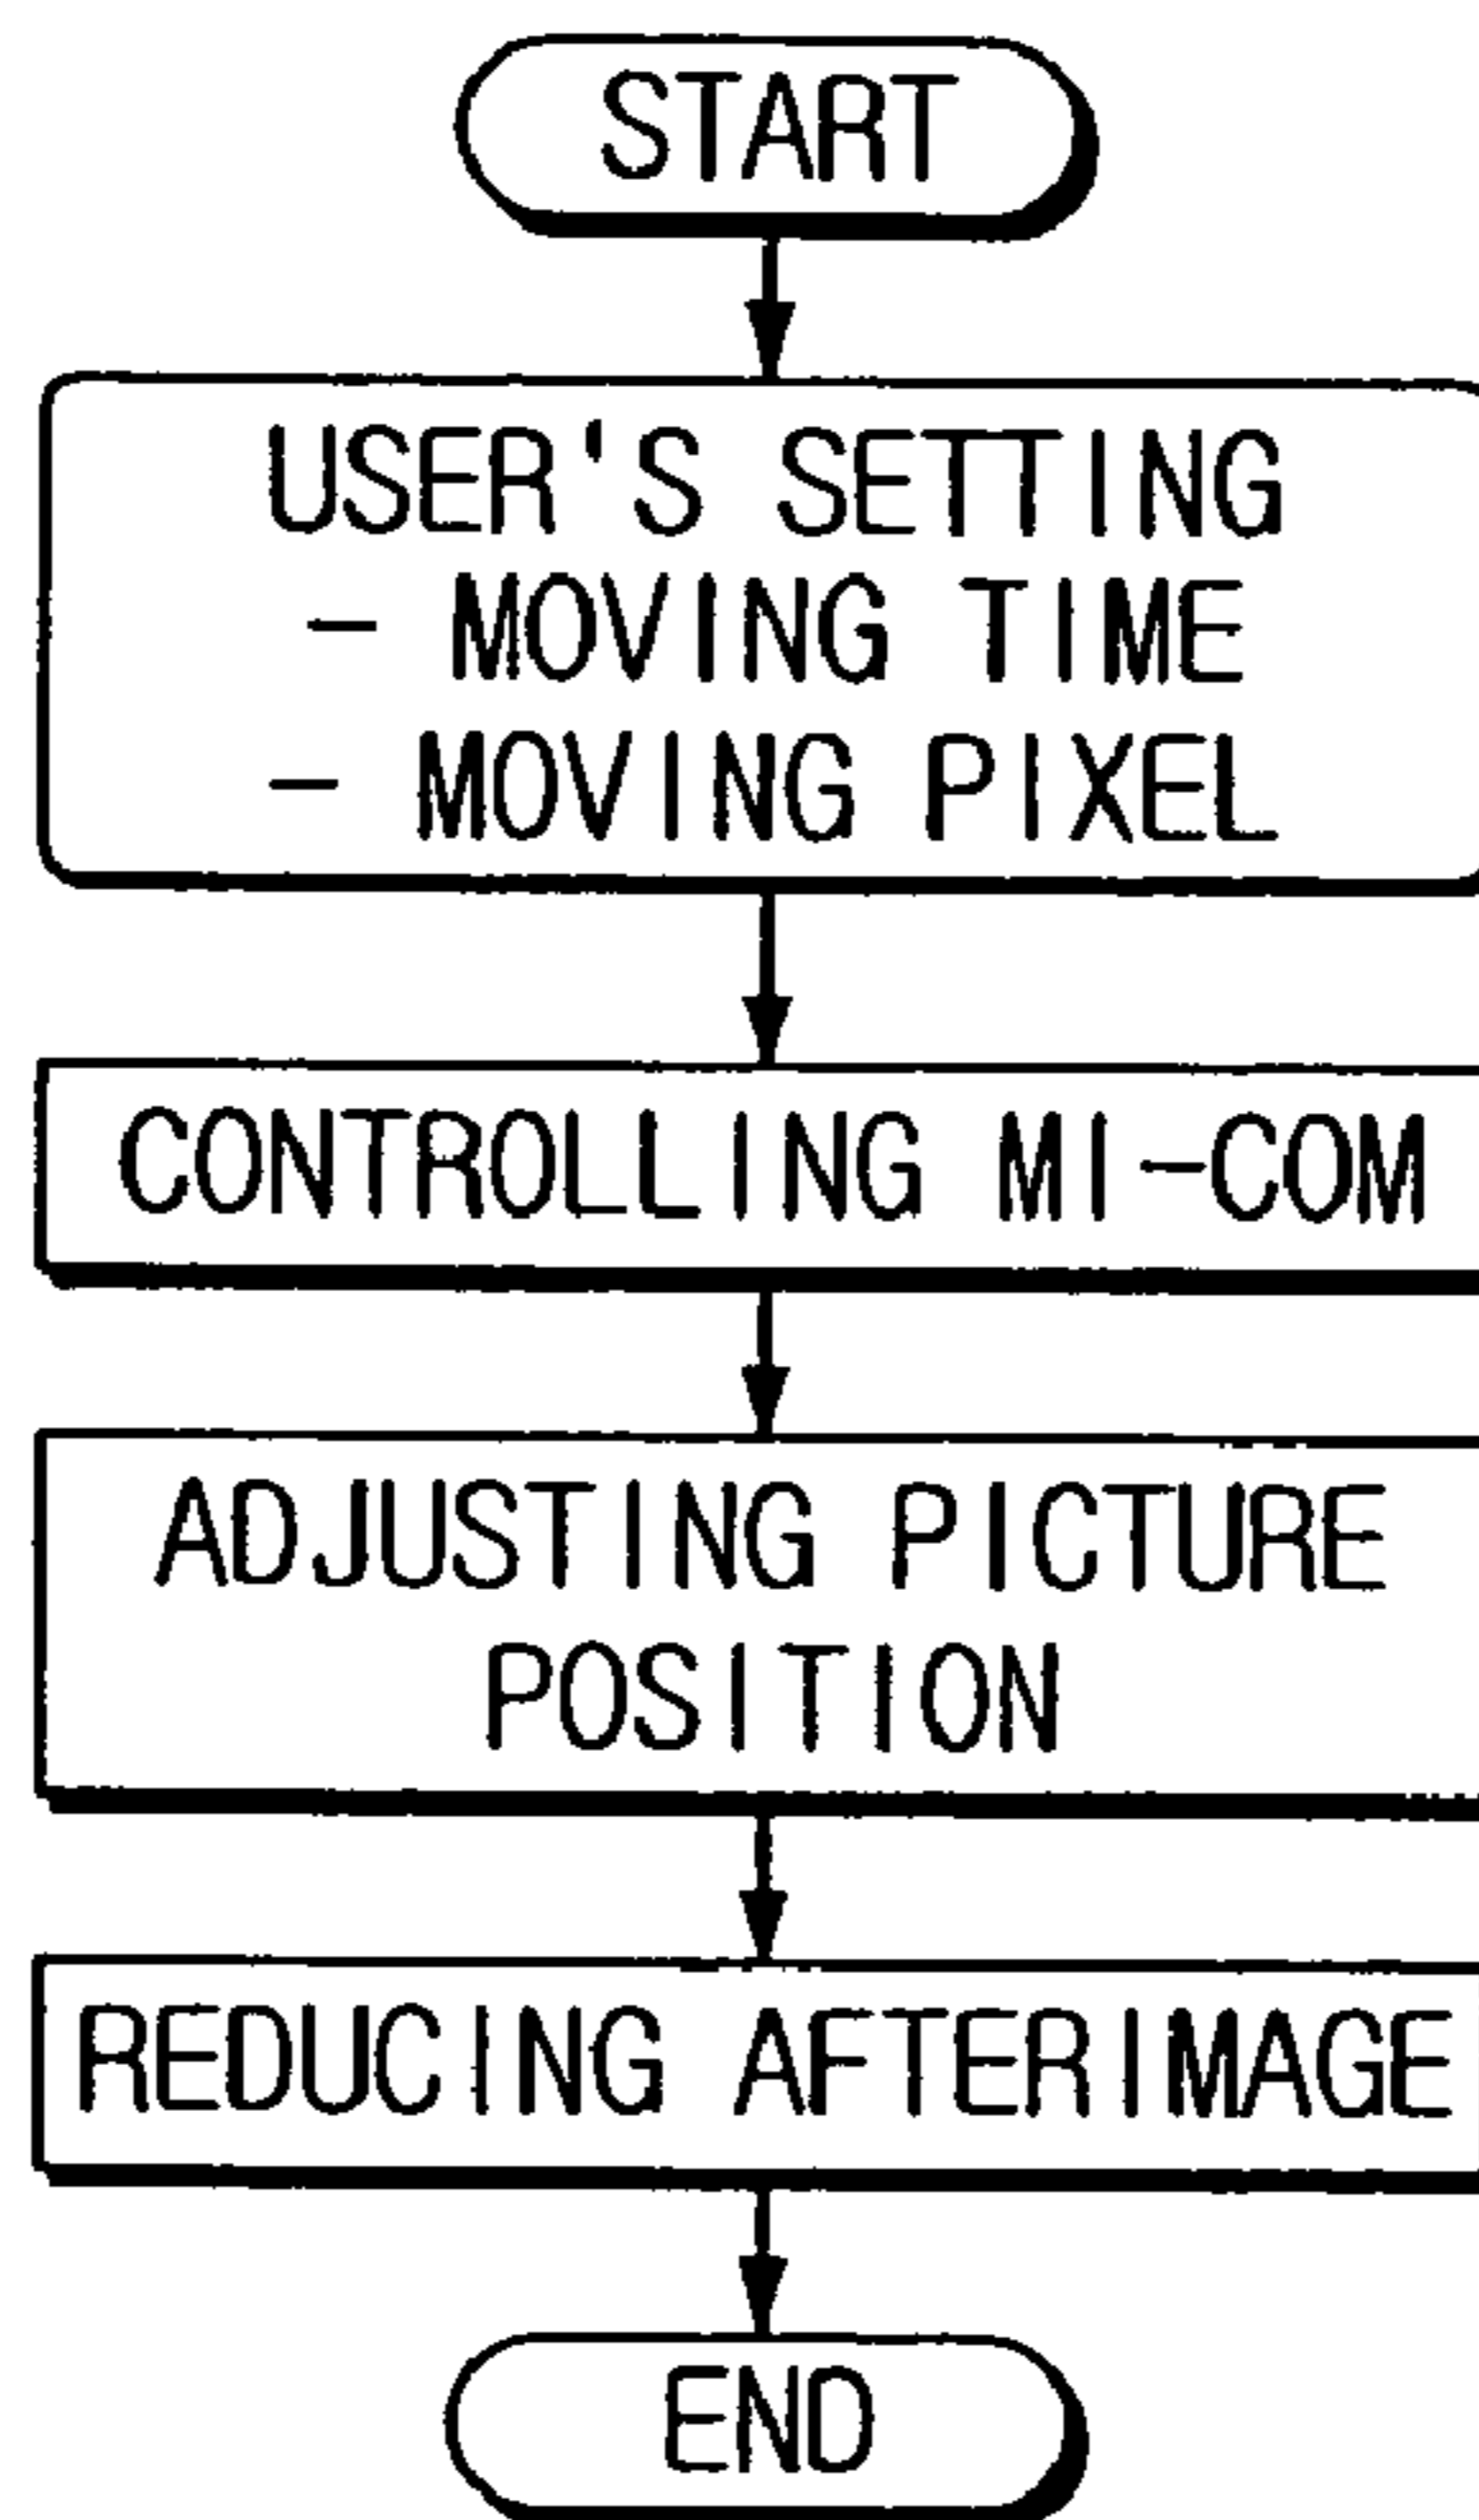 START
USER'S SETTING
- MOVING TIME
- MOVING PIXEL
CONTROLLING MI-COM
ADJUSTING PICTURE
POSITION
REDUCING AFTERIMAGE
END